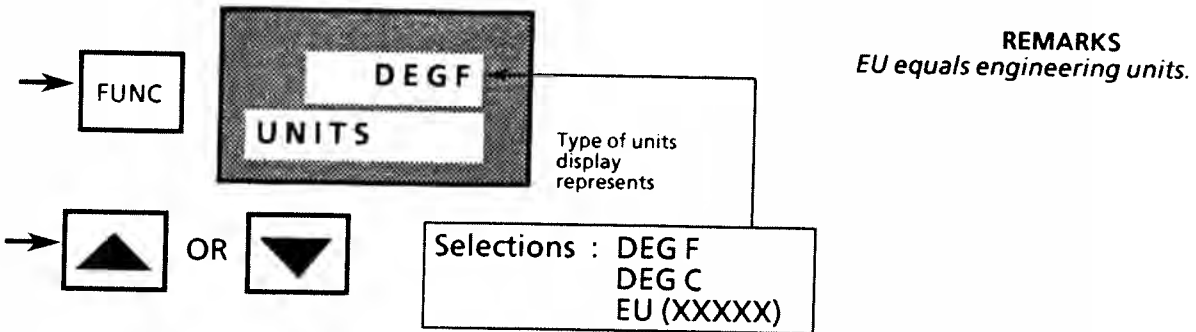 REMARKS
EU equals engineering units.
FUNC
DEGF
UNITS
Type of units
display
represents
OR
Selections : DEG F
DEG C
EU (XXXXX)